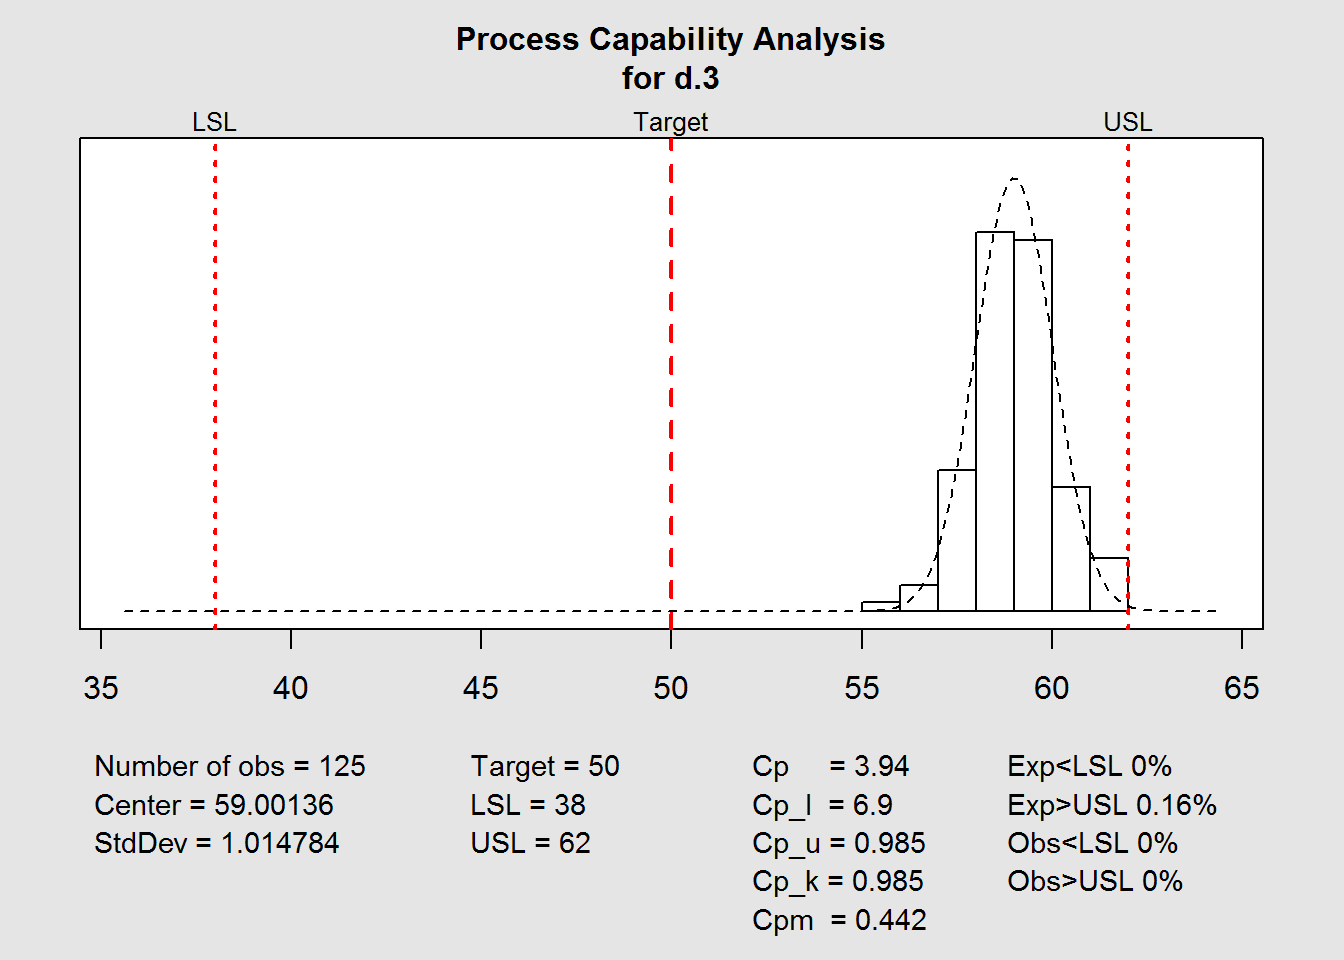 Process Capability Analysis
for d.3
LSL Target USL
35 40 45 50 55 60 65
Number of obs = 125 Target = 50 Cp = 3.94 Exp<LSL 0%
Center = 59.00136 LSL = 38 Cp_l = 6.9 Exp>USL 0.16%
StdDev = 1.014784 USL = 62 Cp_u = 0.985 Obs<LSL 0%
Cp_k = 0.985 Obs>USL 0%
Cpm = 0.442